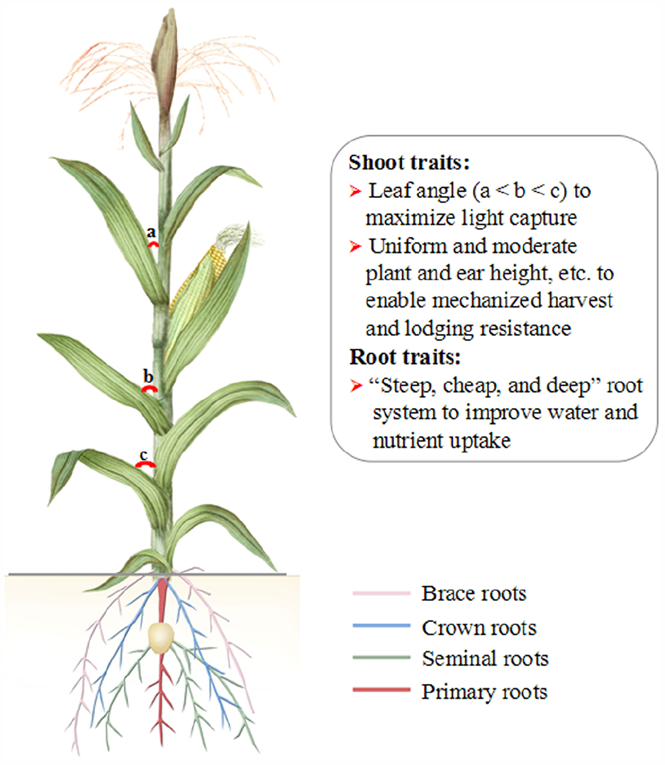 a
b
c
Shoot traits:
➢ Leaf angle (a < b < c) to
maximize light capture
➢ Uniform and moderate
plant and ear height, etc. to
enable mechanized harvest
and lodging resistance
Root traits:
➢ “Steep, cheap, and deep” root
system to improve water and
nutrient uptake
Brace roots
Crown roots
Seminal roots
Primary roots